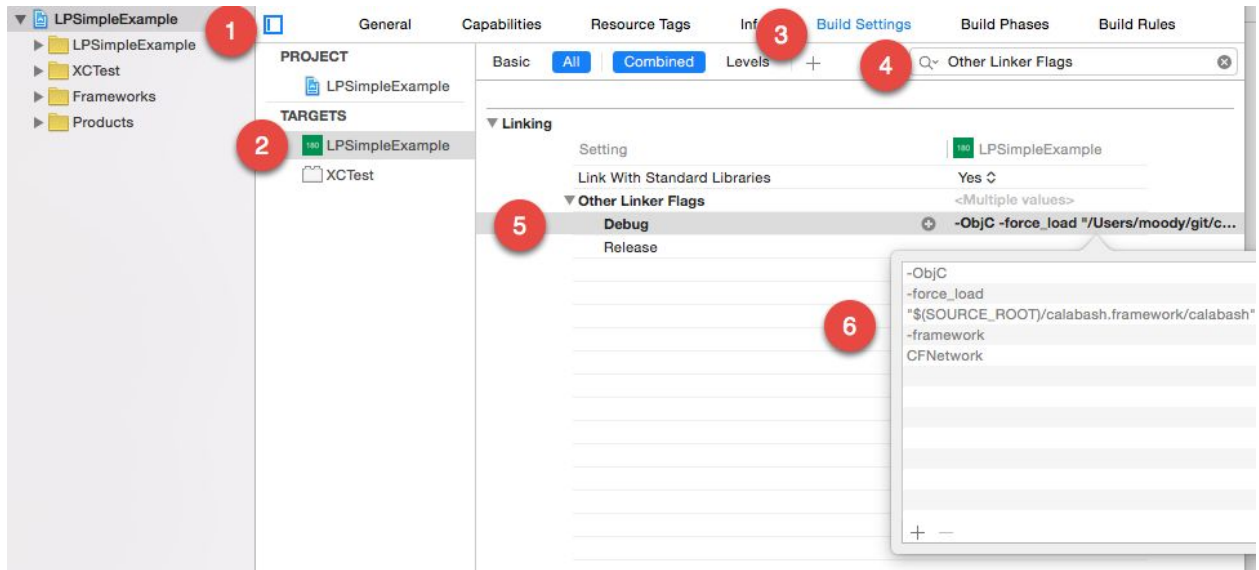 LPSimpleExample
LPSimpleExample
XCTest
Frameworks
Products
1
General Capabilities Resource Tags Inf 3 Build Settings Build Phases Build Rules
PROJECT
LPSimpleExample
TARGETS
2 180 LPSimpleExample
XCTest
Basic All Combined Levels + 4 Other Linker Flags
Linking
Setting 180 LPSimpleExample
Link With Standard Libraries Yes
Other Linker Flags <Multiple values>
5 Debug -ObjC -force_load "/Users/moody/git/c...
Release
6
-ObjC
-force_load
"$(SOURCE_ROOT)/calabash.framework/calabash"
-framework
CFNetwork
+ –